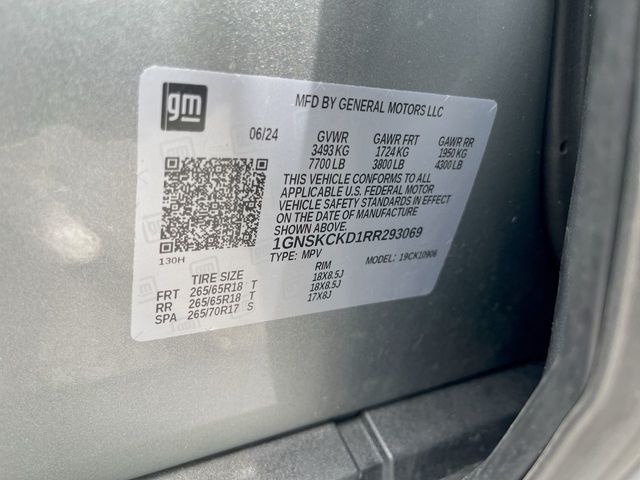 gm
MFD BY GENERAL MOTORS LLC
06/24 GVWR GAWR FRT GAWR RR
3493 KG 1724 KG 1950 KG
7700 LB 3800 LB 4300 LB
THIS VEHICLE CONFORMS TO ALL
APPLICABLE U.S. FEDERAL MOTOR
VEHICLE SAFETY STANDARDS IN EFFECT
ON THE DATE OF MANUFACTURE
SHOWN ABOVE.
1GNSKCKD1RR293069
130H TYPE: MPV MODEL: 19CK10906
TIRE SIZE RIM
FRT 265/65R18 T 18X8.5J
RR 265/65R18 T 18X8.5J
SPA 265/70R17 S 17X8J